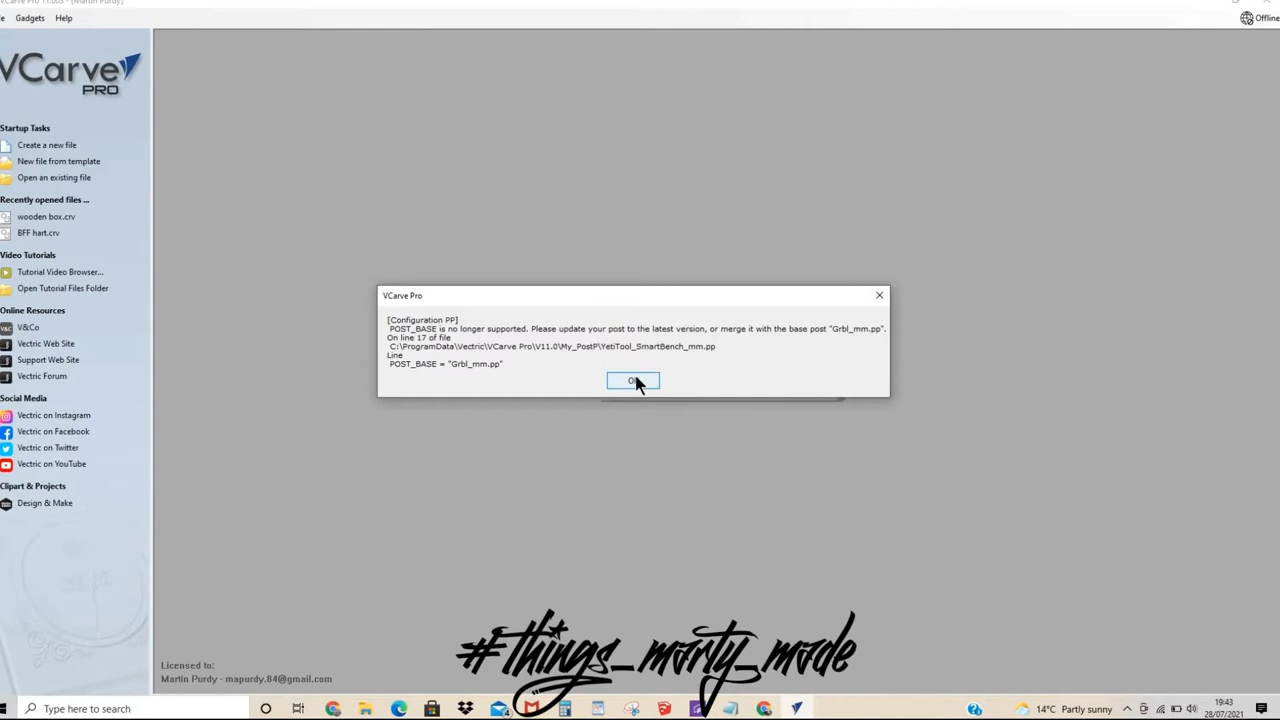 VCarve Pro 11.005 - (Martin Purdy)
Gadgets Help
Offline
VCarve
PRO
Startup Tasks
Create a new file
New file from template
Open an existing file
Recently opened files ...
wooden box.crv
BFF hart.crv
Video Tutorials
Tutorial Video Browser...
Open Tutorial Files Folder
Online Resources
V&Co
Vectric Web Site
Support Web Site
Vectric Forum
Social Media
Vectric on Instagram
Vectric on Facebook
Vectric on Twitter
Vectric on YouTube
Clipart & Projects
Design & Make
VCarve Pro
[Configuration PP]
POST_BASE is no longer supported. Please update your post to the latest version, or merge it with the base post "Grbl_mm.pp".
On line 17 of file
C:\ProgramData\Vectric\VCarve Pro\V11.0\My_PostP\YetiTool_SmartBench_mm.pp
Line
POST_BASE = "Grbl_mm.pp"
#things_marty_made
Licensed to:
Martin Purdy - mapurdy.84@gmail.com
Type here to search
14°C Partly sunny
19:43
28/07/2021